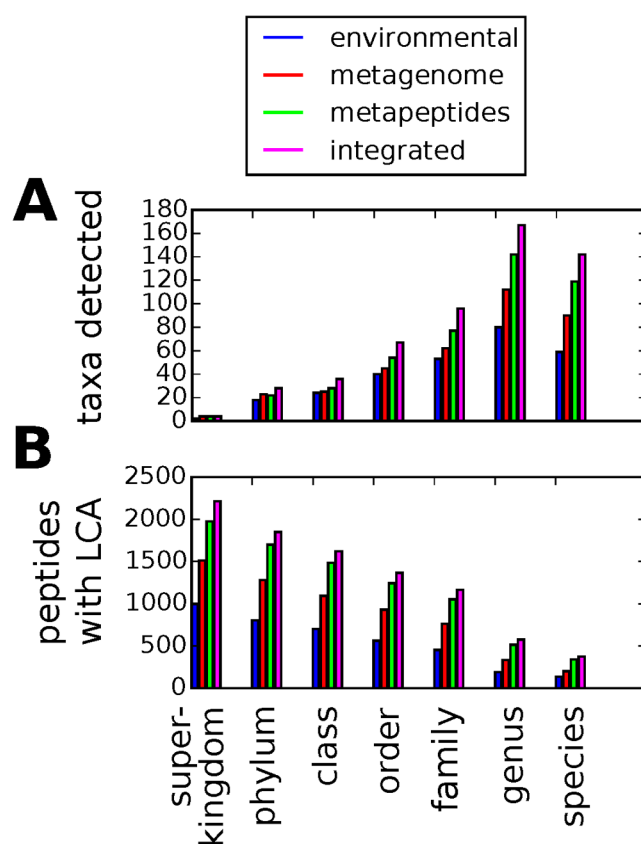 environmental
metagenome
metapeptides
integrated
A
taxa detected
180
160
140
120
100
80
60
40
20
0
B
peptides
with LCA
2500
2000
1500
1000
500
0
super-
kingdom
phylum
class
order
family
genus
species